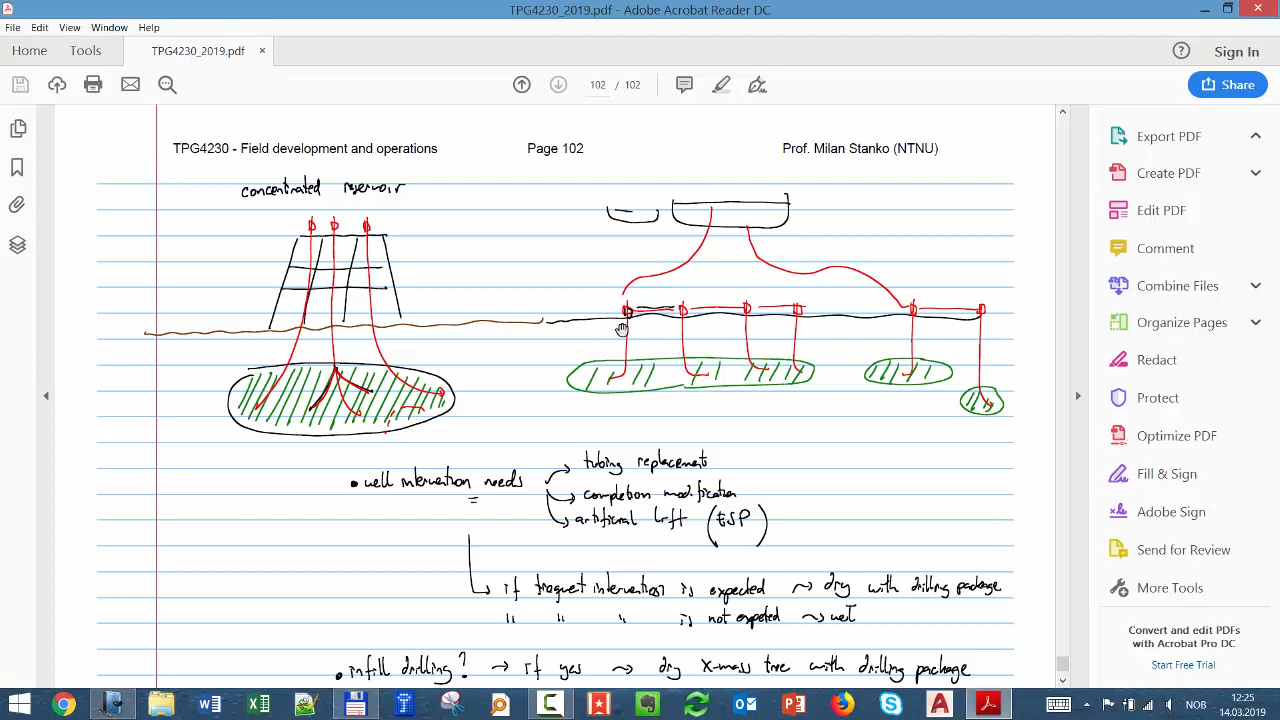 TPG4230_2019.pdf - Adobe Acrobat Reader DC
File Edit View Window Help
Home Tools TPG4230_2019.pdf × Sign In
102 / 102
Share
TPG4230 - Field development and operations Page 102 Prof. Milan Stanko (NTNU)
concentrated reservoir
• well intervention needs
tubing replacement
completion modification
artificial lift (ESP)
if frequent intervention is expected ⤳ dry with drilling package
" " " is not expected ⤳ wet
• infill drilling? → if yes ⤳ dry x-mass tree with drilling package
Export PDF
Create PDF
Edit PDF
Comment
Combine Files
Organize Pages
Redact
Protect
Optimize PDF
Fill & Sign
Adobe Sign
Send for Review
More Tools
Convert and edit PDFs
with Acrobat Pro DC
Start Free Trial
NOR
12:25
14.03.2019